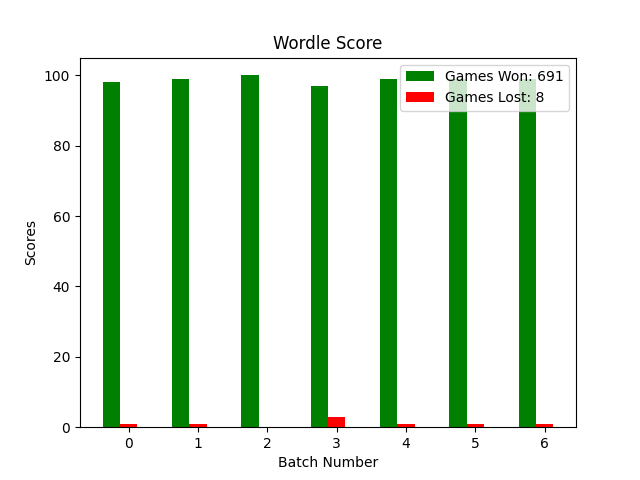 Wordle Score
Games Won: 691
Games Lost: 8
Scores
100
80
60
40
20
0
0 1 2 3 4 5 6
Batch Number